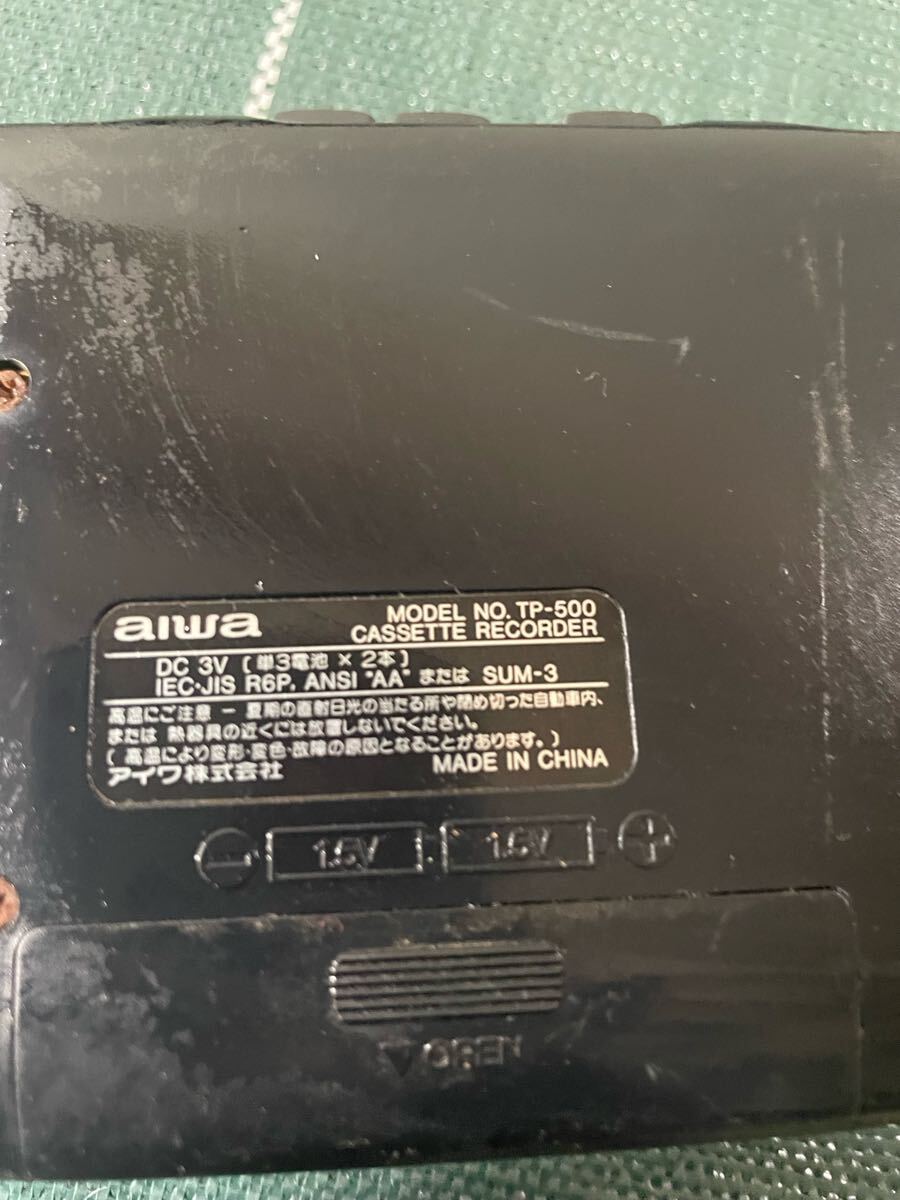 aiwa MODEL NO. TP-500
CASSETTE RECORDER
DC 3V (単3電池 × 2本)
IEC·JIS R6P, ANSI "AA" または SUM-3
高温にご注意 ー 夏期の直射日光の当たる所や閉め切った自動車内、
または 熱器具の近くには放置しないでください。
(高温により変形·変色·故障の原因となることがあります。)
アイワ株式会社 MADE IN CHINA
− 1.5V 1.5V +
▽ OPEN